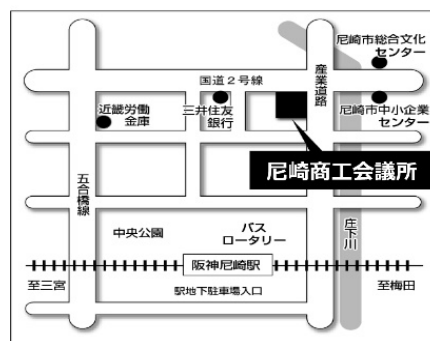 尼崎市総合文化
センター
国道2号線
産業道路
近畿労働
金庫
三井住友
銀行
尼崎市中小企業
センター
尼崎商工会議所
五合橋線
中央公園
バス
ロータリー
庄下川
阪神尼崎駅
至三宮
駅地下駐車場入口
至梅田